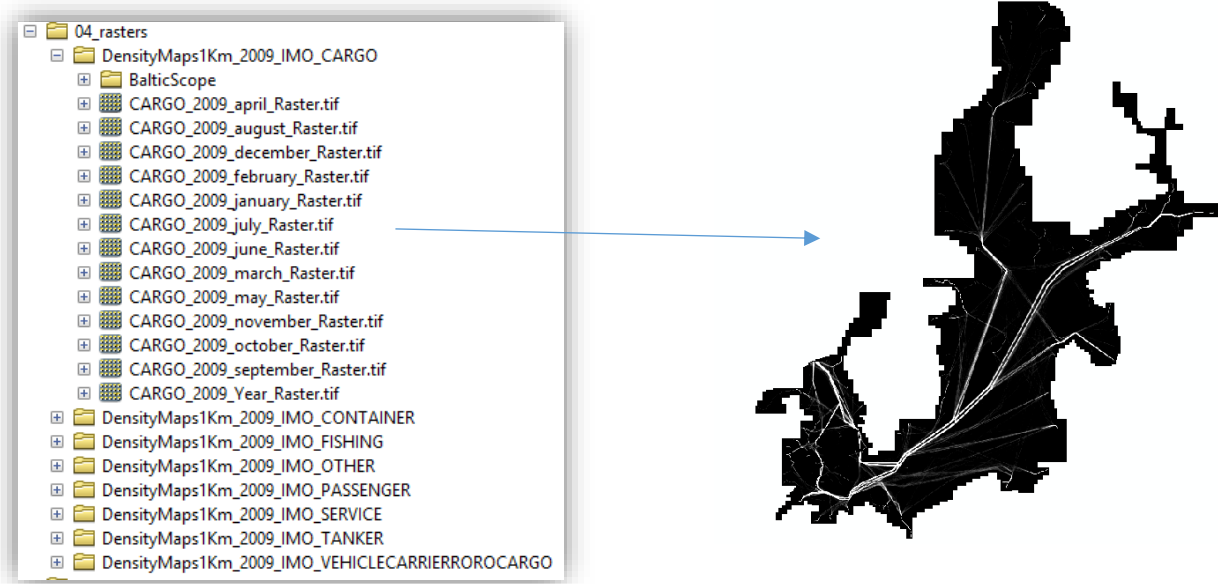 04_rasters
DensityMaps1Km_2009_IMO_CARGO
BalticScope
CARGO_2009_april_Raster.tif
CARGO_2009_august_Raster.tif
CARGO_2009_december_Raster.tif
CARGO_2009_february_Raster.tif
CARGO_2009_january_Raster.tif
CARGO_2009_july_Raster.tif
CARGO_2009_june_Raster.tif
CARGO_2009_march_Raster.tif
CARGO_2009_may_Raster.tif
CARGO_2009_november_Raster.tif
CARGO_2009_october_Raster.tif
CARGO_2009_september_Raster.tif
CARGO_2009_Year_Raster.tif
DensityMaps1Km_2009_IMO_CONTAINER
DensityMaps1Km_2009_IMO_FISHING
DensityMaps1Km_2009_IMO_OTHER
DensityMaps1Km_2009_IMO_PASSENGER
DensityMaps1Km_2009_IMO_SERVICE
DensityMaps1Km_2009_IMO_TANKER
DensityMaps1Km_2009_IMO_VEHICLECARRIERROROCARGO